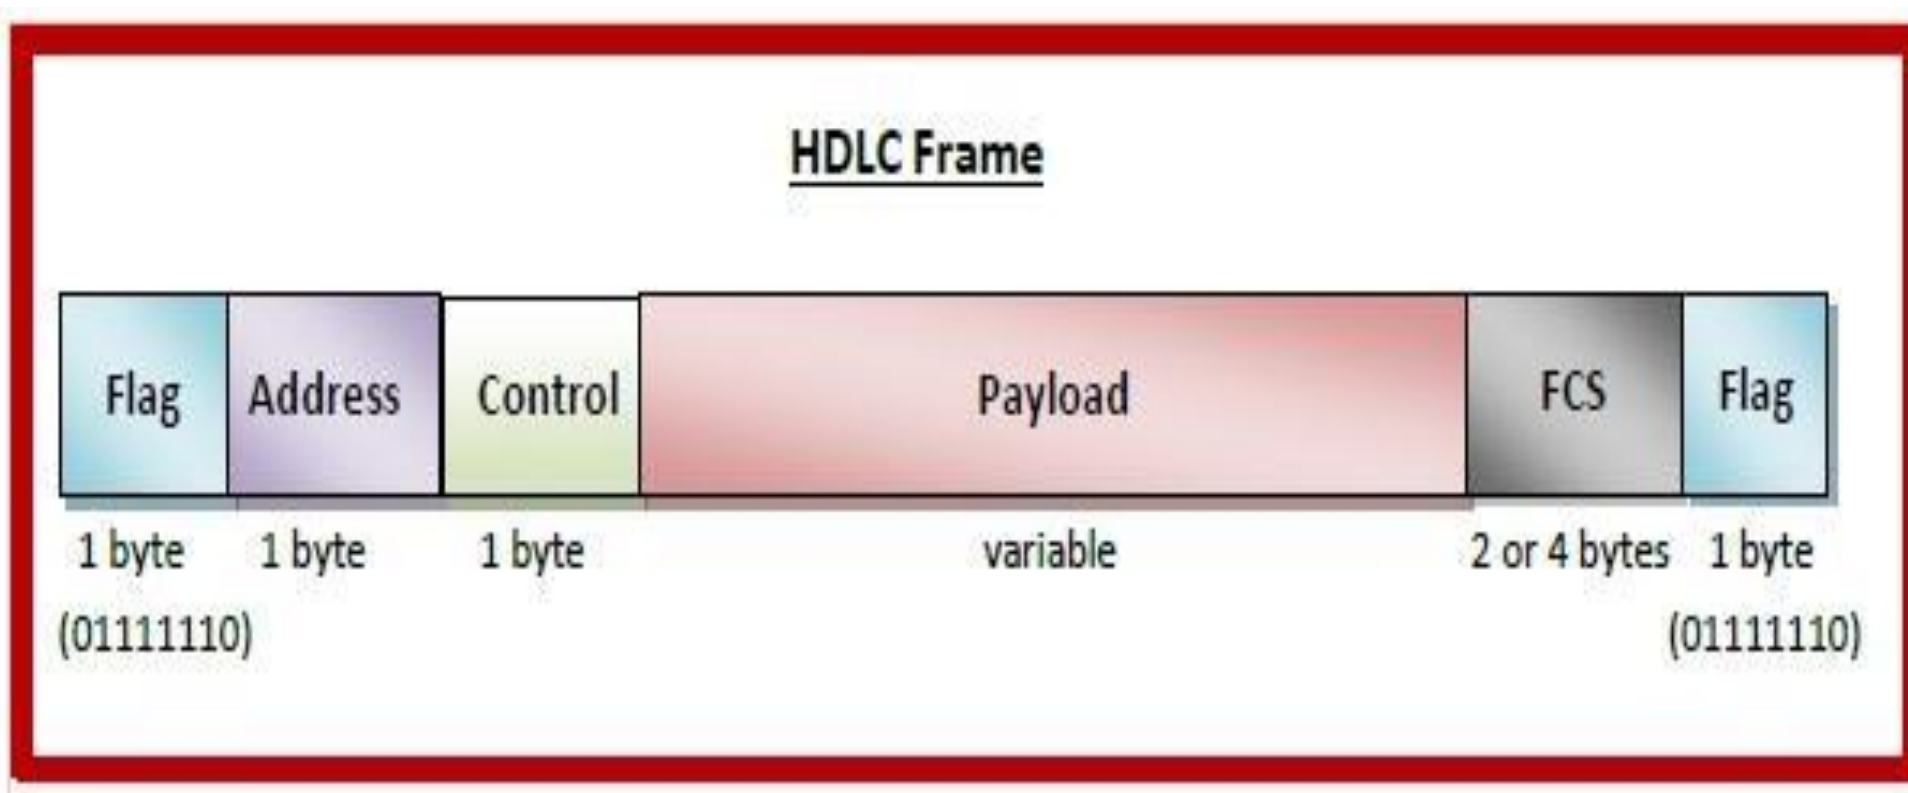 HDLC Frame
Flag Address Control Payload FCS Flag
1 byte 1 byte 1 byte variable 2 or 4 bytes 1 byte
(01111110) (01111110)